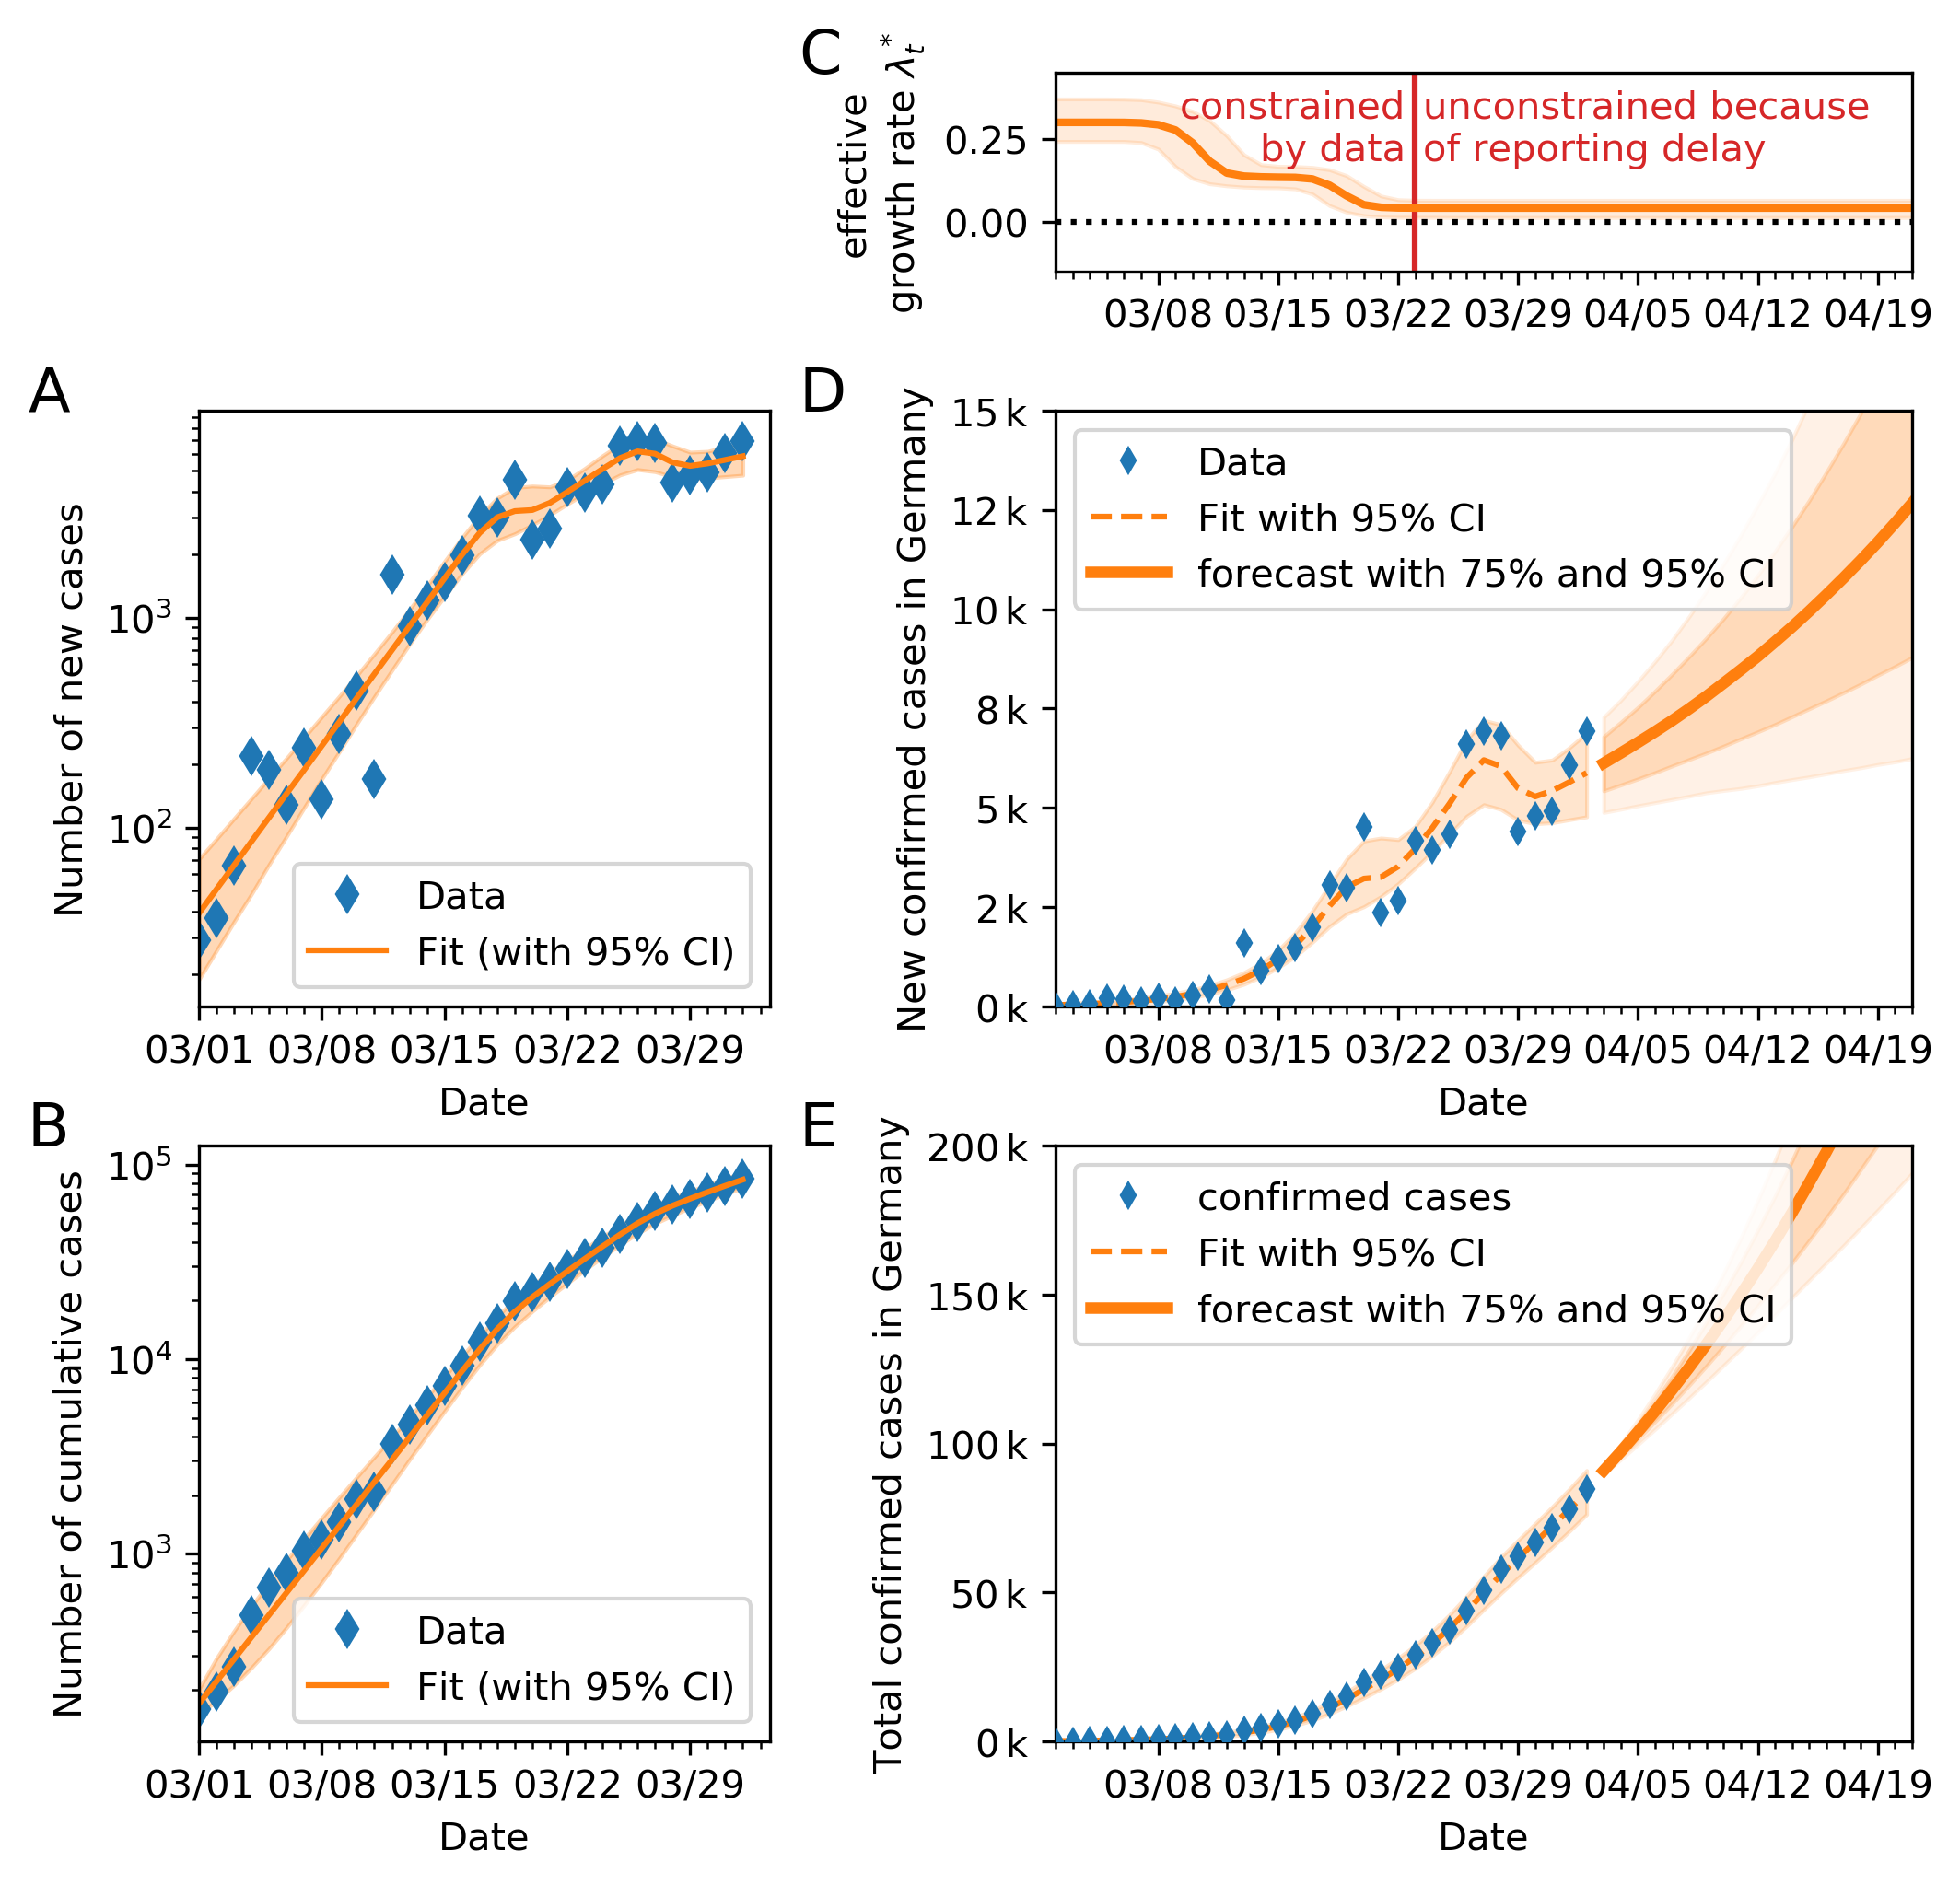 C
effective
growth rate λ*t
0.25
0.00
constrained
by data
unconstrained because
of reporting delay
03/08 03/15 03/22 03/29 04/05 04/12 04/19
A
Number of new cases
10³
10²
Data
Fit (with 95% CI)
03/01 03/08 03/15 03/22 03/29
Date
D
New confirmed cases in Germany
15 k
12 k
10 k
8 k
5 k
2 k
0 k
Data
Fit with 95% CI
forecast with 75% and 95% CI
03/08 03/15 03/22 03/29 04/05 04/12 04/19
Date
B
Number of cumulative cases
10⁵
10⁴
10³
Data
Fit (with 95% CI)
03/01 03/08 03/15 03/22 03/29
Date
E
Total confirmed cases in Germany
200 k
150 k
100 k
50 k
0 k
confirmed cases
Fit with 95% CI
forecast with 75% and 95% CI
03/08 03/15 03/22 03/29 04/05 04/12 04/19
Date